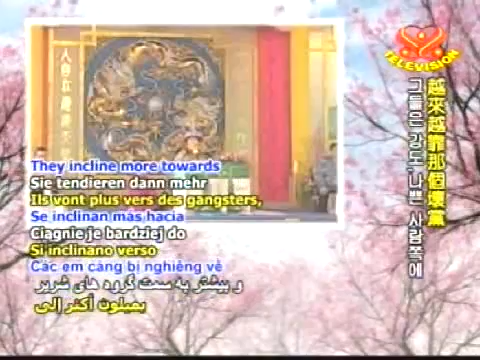 TELEVISION
They incline more towards
Sie tendieren dann mehr
Ils vont plus vers des gangsters,
Se inclinan más hacia
Ciągnie je bardziej do
Si inclinano verso
Các em càng bị nghiêng về
و بیشتر به سمت گروه های شریر
يميلون أكثر إلى
越來越靠那個壞黨
그들은 강도, 나쁜 사람쪽에